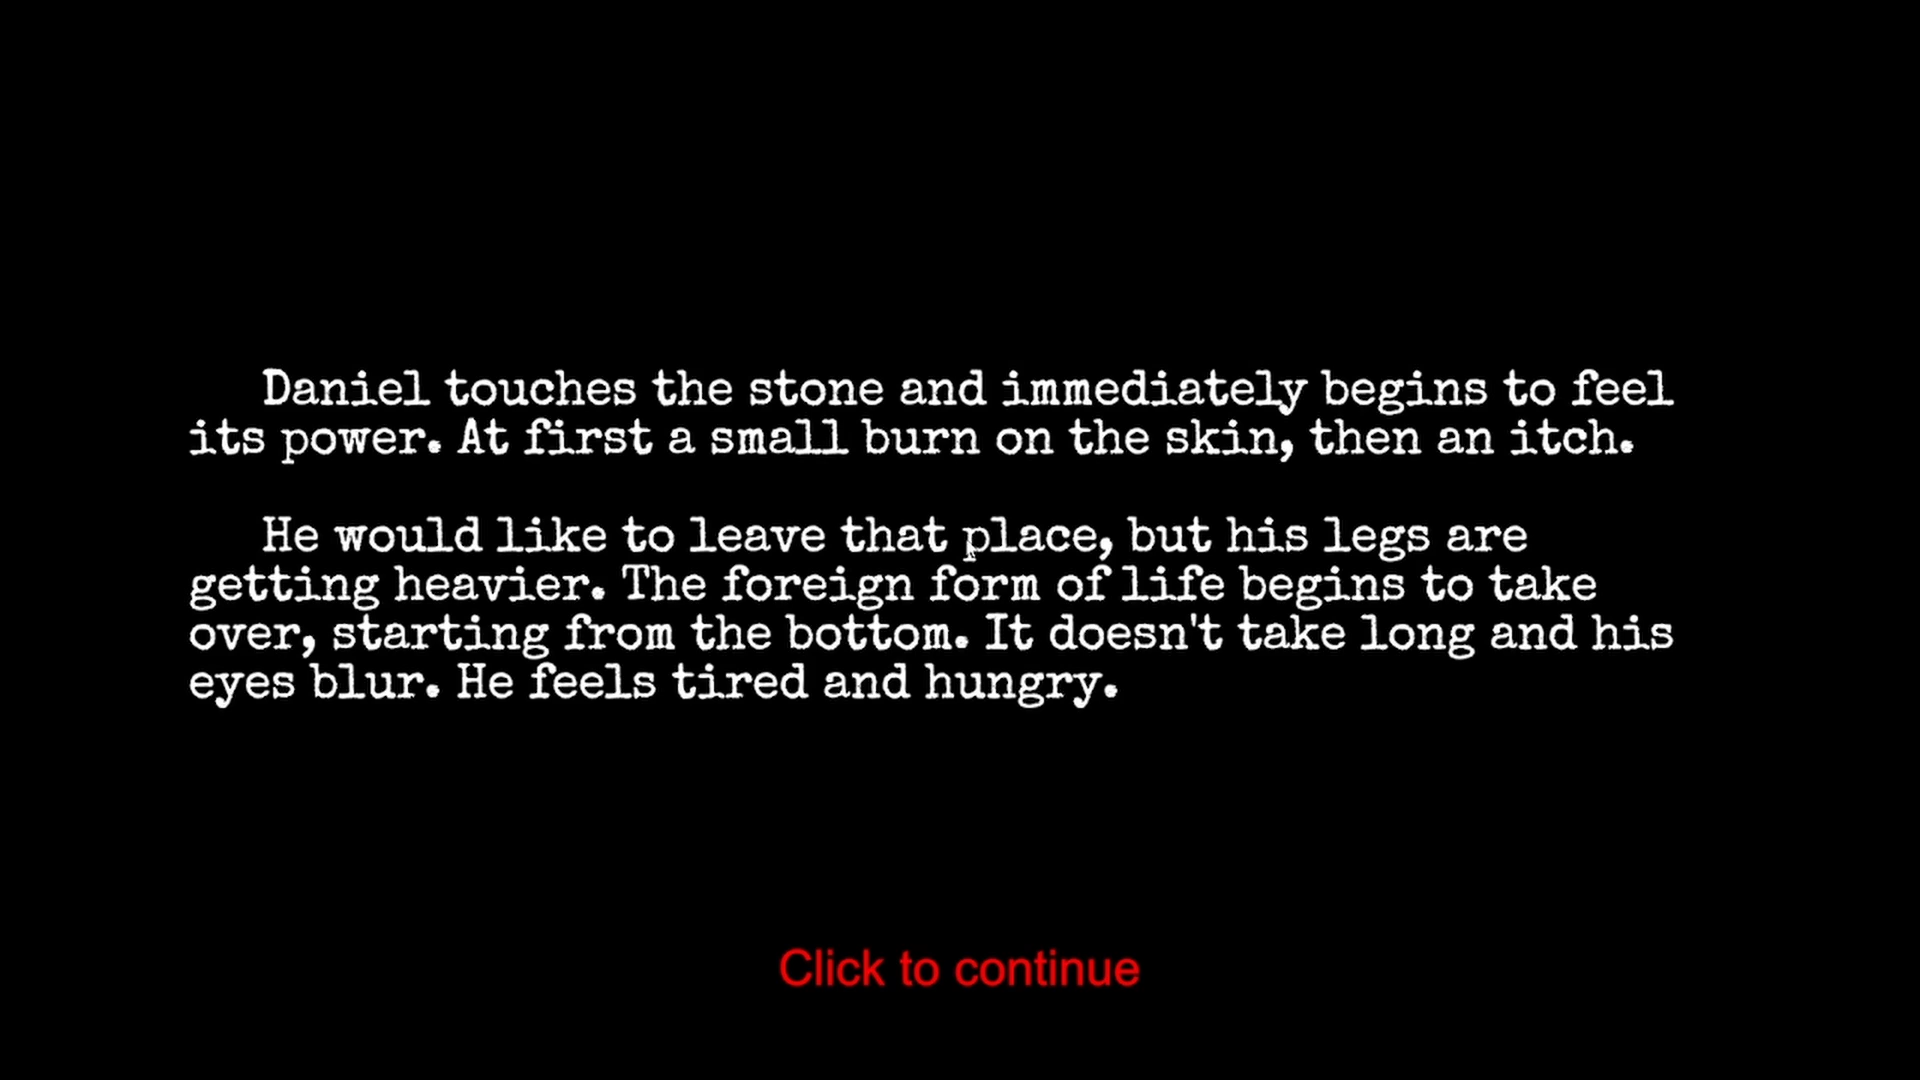 Daniel touches the stone and immediately begins to feel
its power. At first a small burn on the skin, then an itch.
He would like to leave that place, but his legs are
getting heavier. The foreign form of life begins to take
over, starting from the bottom. It doesn't take long and his
eyes blur. He feels tired and hungry.
Click to continue